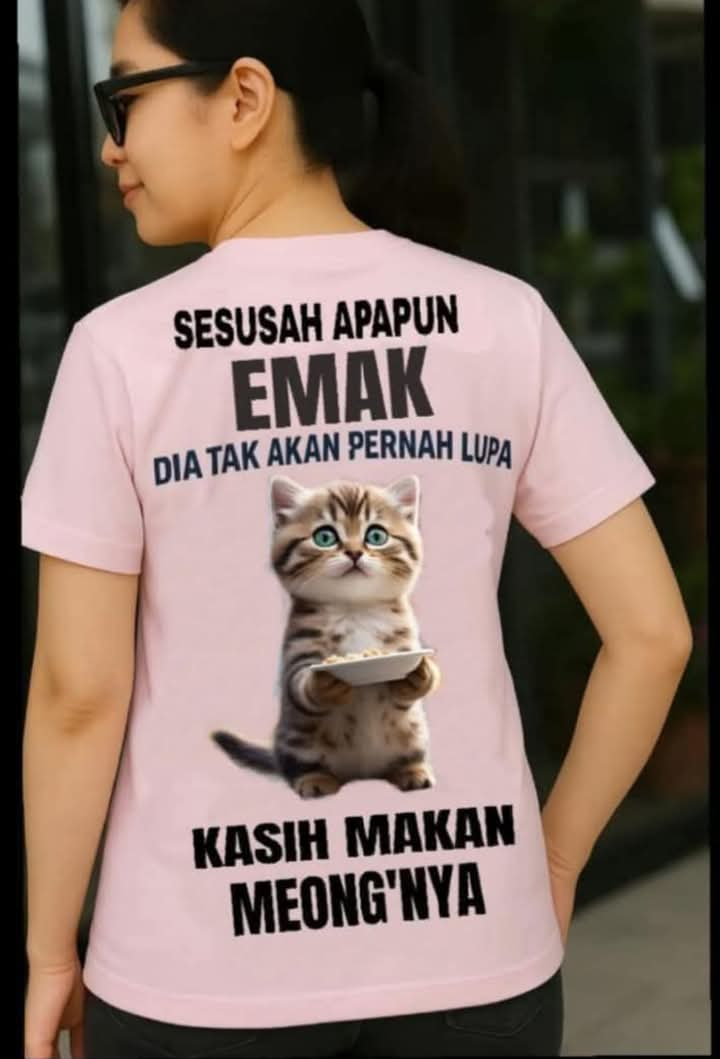 SESUSAH APAPUN
EMAK
DIA TAK AKAN PERNAH LUPA
KASIH MAKAN
MEONG'NYA